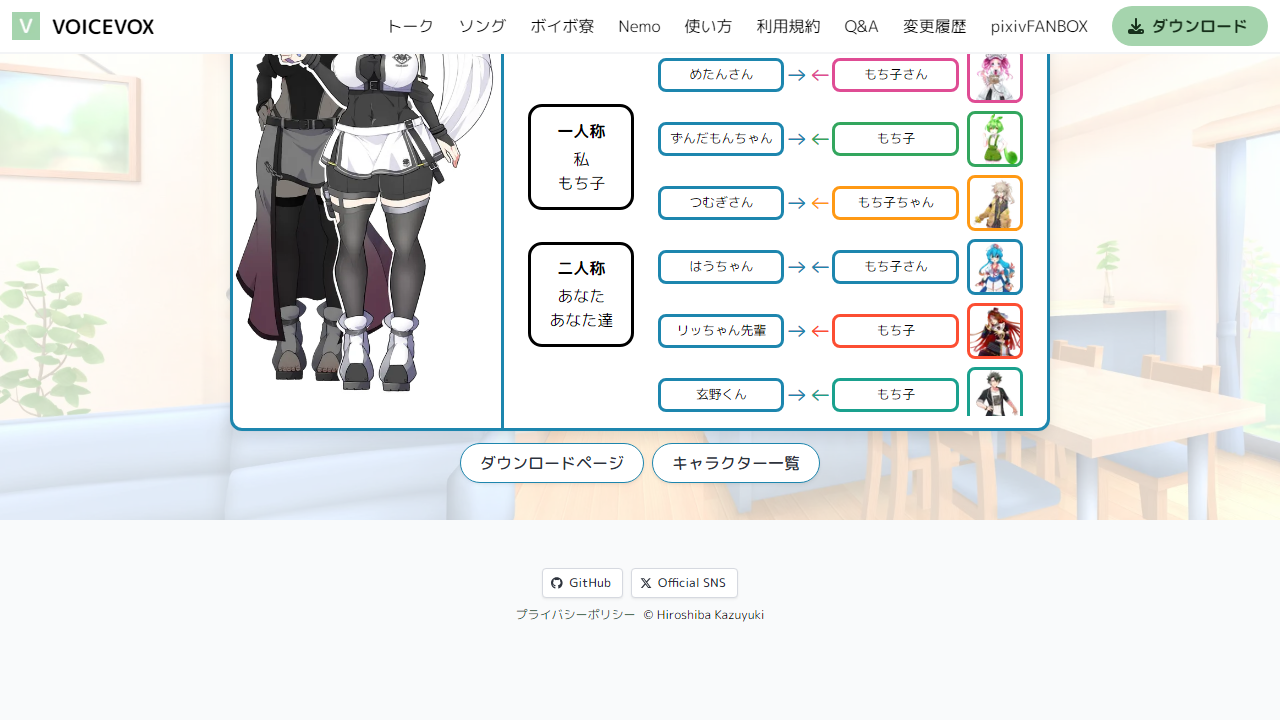 V VOICEVOX トーク ソング ボイボ寮 Nemo 使い方 利用規約 Q&A 変更履歴 pixivFANBOX ダウンロード
一人称
私
もち子
二人称
あなた
あなた達
めたんさん → ← もち子さん
ずんだもんちゃん → ← もち子
つむぎさん → ← もち子ちゃん
はうちゃん → ← もち子さん
リッちゃん先輩 → ← もち子
玄野くん → ← もち子
ダウンロードページ キャラクター一覧
GitHub Official SNS
プライバシーポリシー © Hiroshiba Kazuyuki